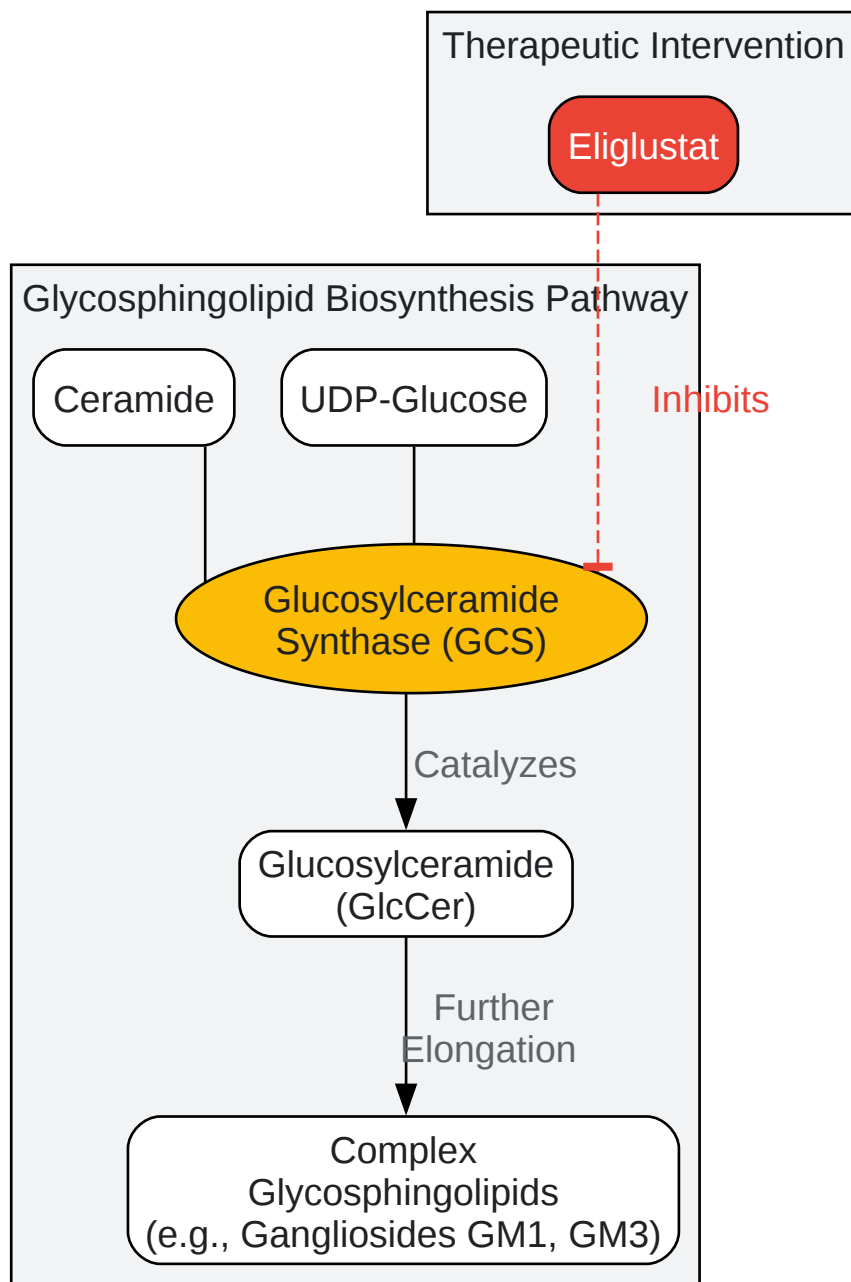 Therapeutic Intervention
Eliglustat
Glycosphingolipid Biosynthesis Pathway
Ceramide
UDP-Glucose
Inhibits
Glucosylceramide
Synthase (GCS)
Catalyzes
Glucosylceramide
(GlcCer)
Further
Elongation
Complex
Glycosphingolipids
(e.g., Gangliosides GM1, GM3)